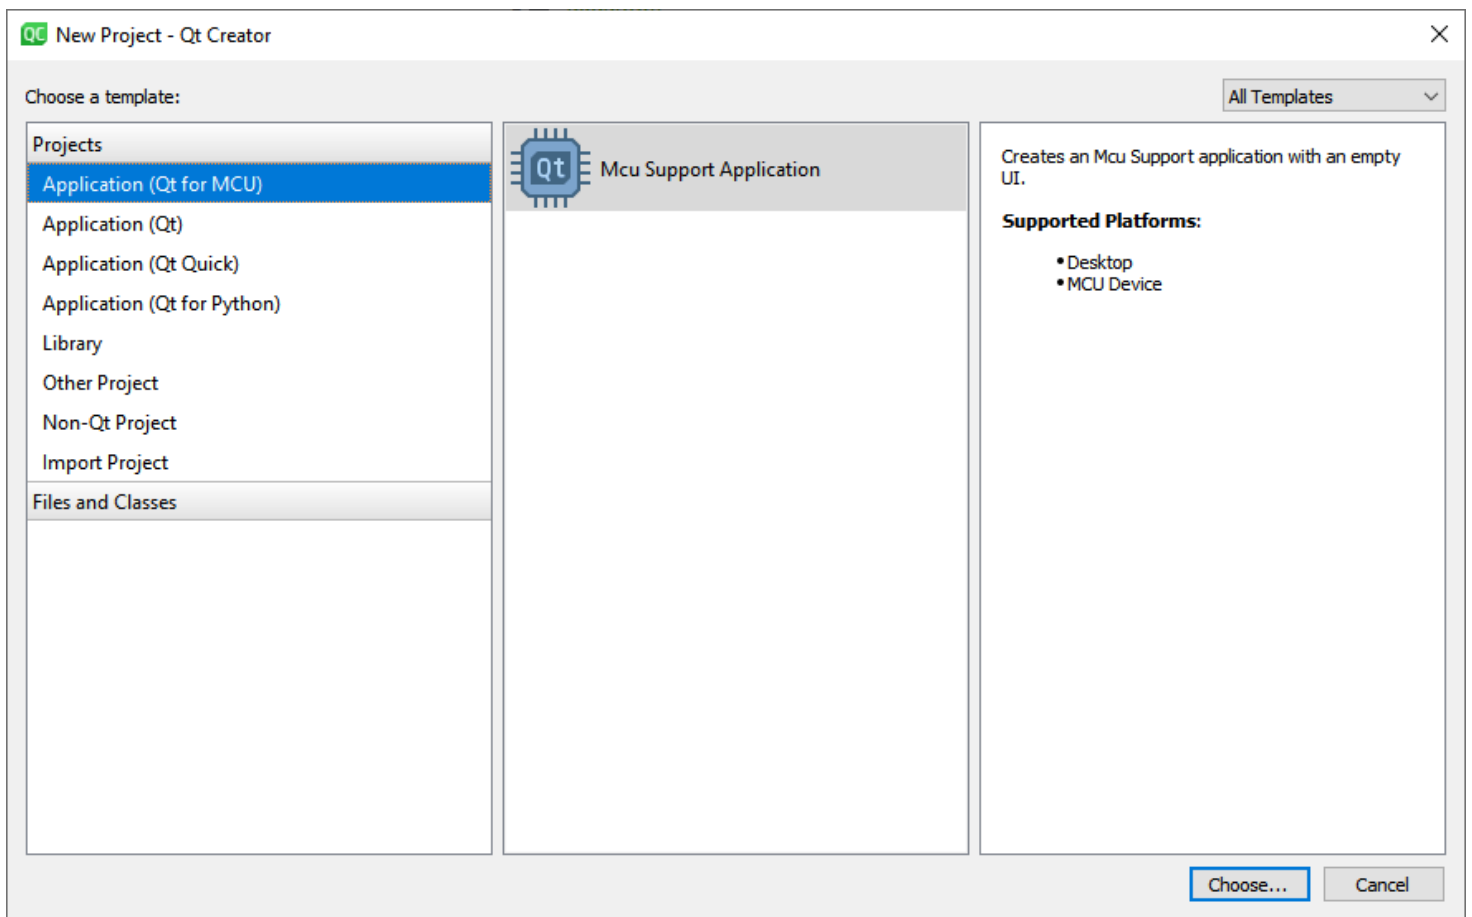 QC New Project - Qt Creator
Choose a template:
All Templates
Projects
Application (Qt for MCU)
Application (Qt)
Application (Qt Quick)
Application (Qt for Python)
Library
Other Project
Non-Qt Project
Import Project
Files and Classes
Qt Mcu Support Application
Creates an Mcu Support application with an empty
UI.
Supported Platforms:
• Desktop
• MCU Device
Choose...
Cancel